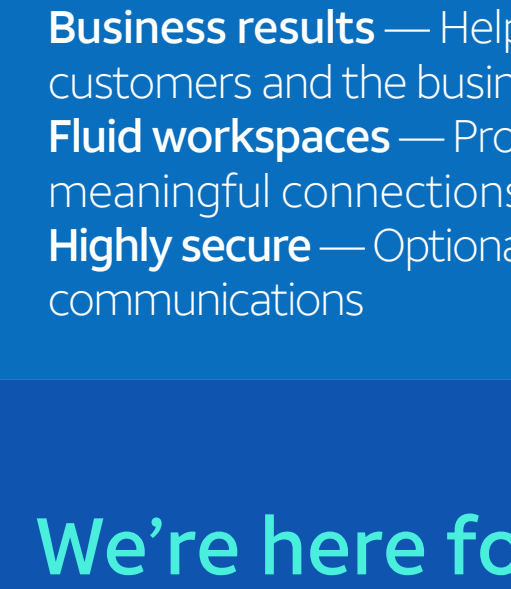 Business results — Help
customers and the busin
Fluid workspaces — Pro
meaningful connections
Highly secure — Optiona
communications
We're here fo